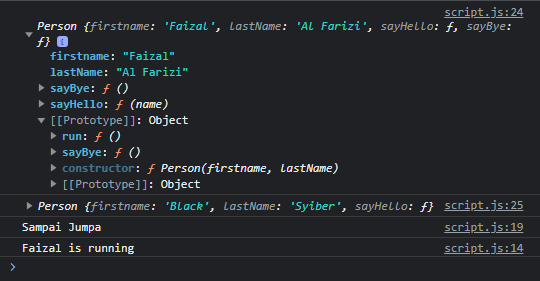 script.js:24
Person {firstname: 'Faizal', lastName: 'Al Farizi', sayHello: ƒ, sayBye:
ƒ} i
firstname: "Faizal"
lastName: "Al Farizi"
sayBye: ƒ ()
sayHello: ƒ (name)
[[Prototype]]: Object
run: ƒ ()
sayBye: ƒ ()
constructor: ƒ Person(firstname, lastName)
[[Prototype]]: Object
Person {firstname: 'Black', lastName: 'Syiber', sayHello: ƒ} script.js:25
Sampai Jumpa script.js:19
Faizal is running script.js:14